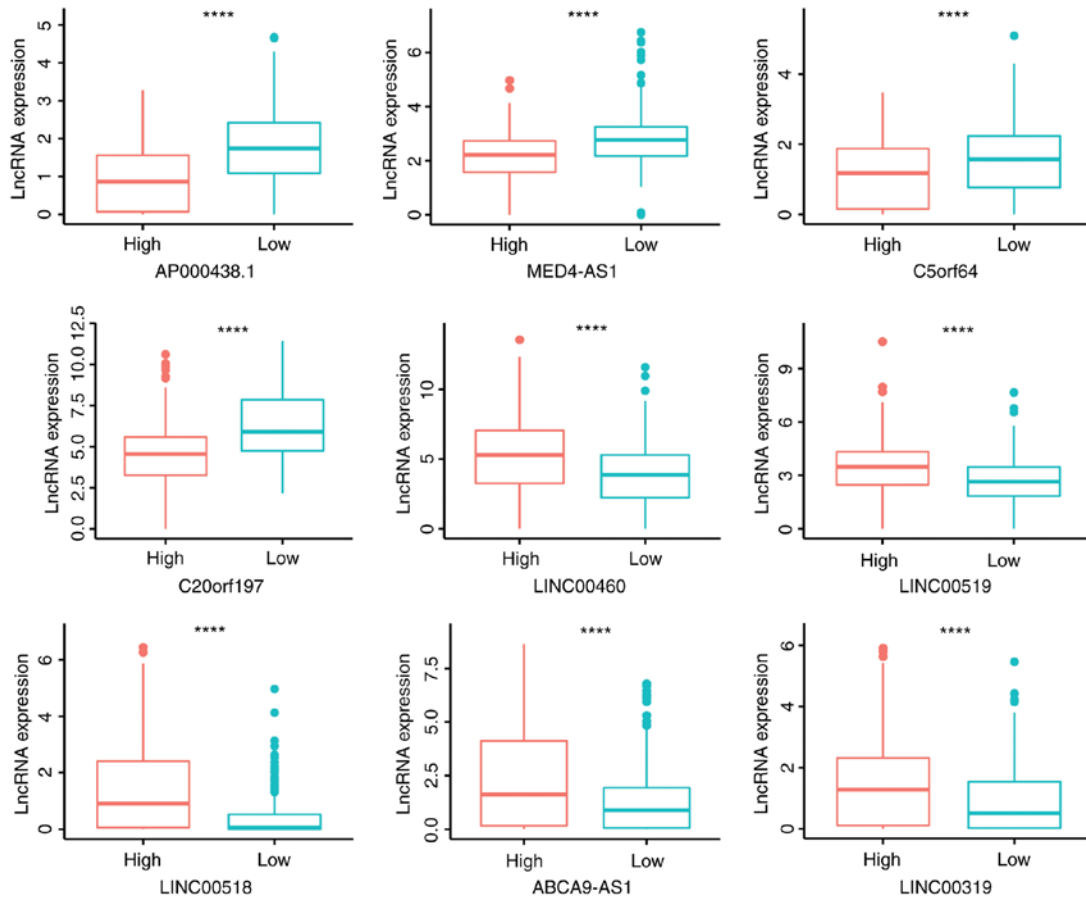 ****
LncRNA expression
5
4
3
2
1
0
High Low
AP000438.1
****
LncRNA expression
6
4
2
0
High Low
MED4-AS1
****
LncRNA expression
4
2
0
High Low
C5orf64
****
LncRNA expression
12.5
10.0
7.5
5.0
2.5
0.0
High Low
C20orf197
****
LncRNA expression
10
5
0
High Low
LINC00460
****
LncRNA expression
9
6
3
0
High Low
LINC00519
****
LncRNA expression
6
4
2
0
High Low
LINC00518
****
LncRNA expression
7.5
5.0
2.5
0.0
High Low
ABCA9-AS1
****
LncRNA expression
6
4
2
0
High Low
LINC00319